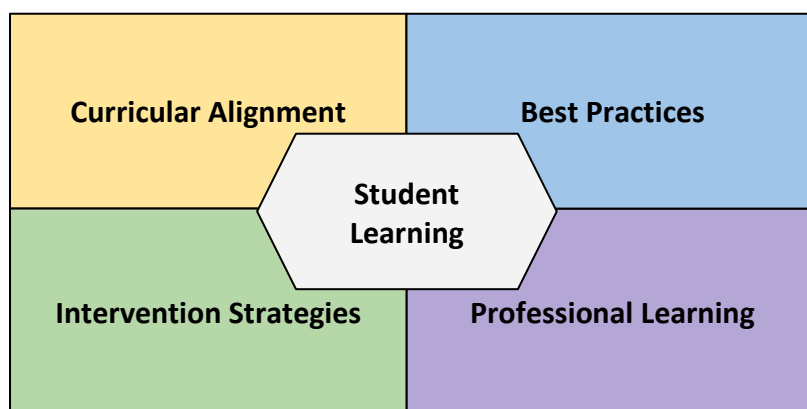 Curricular Alignment
Best Practices
Student
Learning
Intervention Strategies
Professional Learning